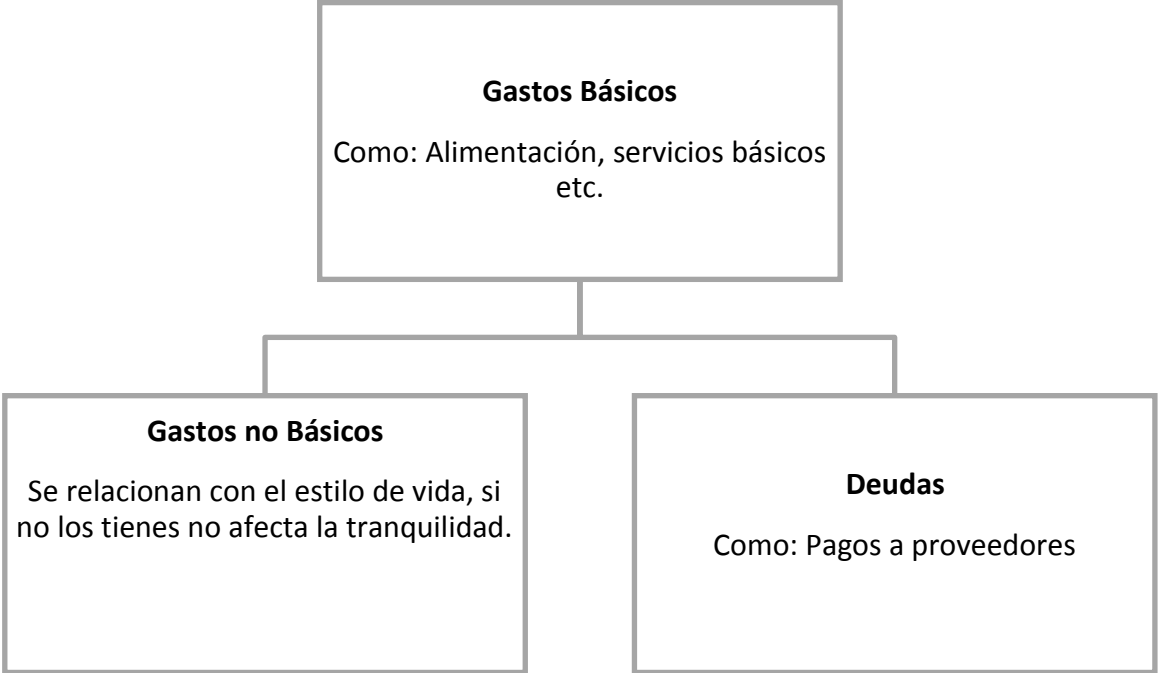 Gastos Básicos
Como: Alimentación, servicios básicos
etc.
Gastos no Básicos
Se relacionan con el estilo de vida, si
no los tienes no afecta la tranquilidad.
Deudas
Como: Pagos a proveedores